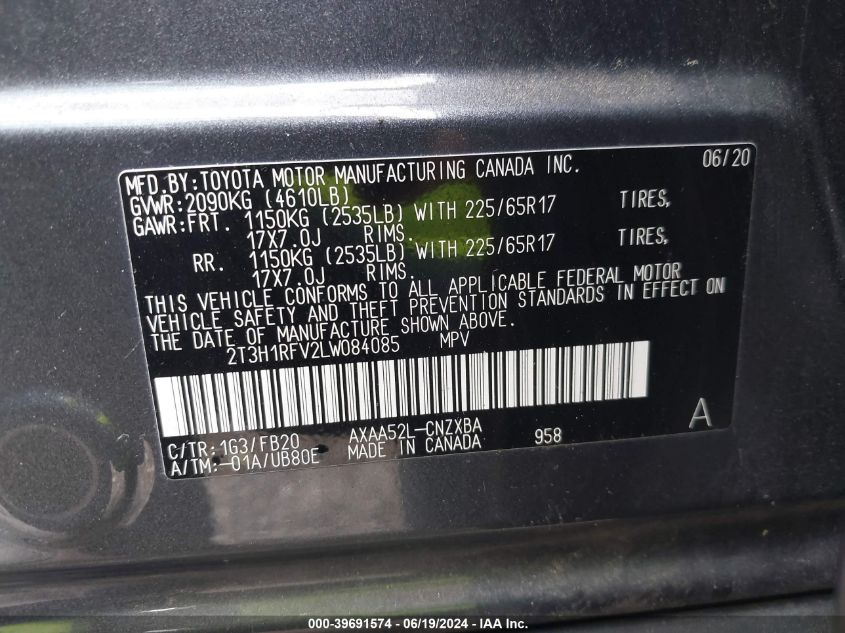 MFD.BY:TOYOTA MOTOR MANUFACTURING CANADA INC. 06/20
GVWR:2090KG (4610LB)
GAWR:FRT. 1150KG (2535LB) WITH 225/65R17 TIRES,
17X7.0J RIMS.
RR. 1150KG (2535LB) WITH 225/65R17 TIRES,
17X7.0J RIMS.
THIS VEHICLE CONFORMS TO ALL APPLICABLE FEDERAL MOTOR
VEHICLE SAFETY AND THEFT PREVENTION STANDARDS IN EFFECT ON
THE DATE OF MANUFACTURE SHOWN ABOVE.
2T3H1RFV2LW084085 MPV
A
C/TR:1G3/FB20 AXAA52L-CNZXBA
A/TM:-01A/UB80E MADE IN CANADA 958
000-39691574 / 06/19/2024 - © IAA Inc.